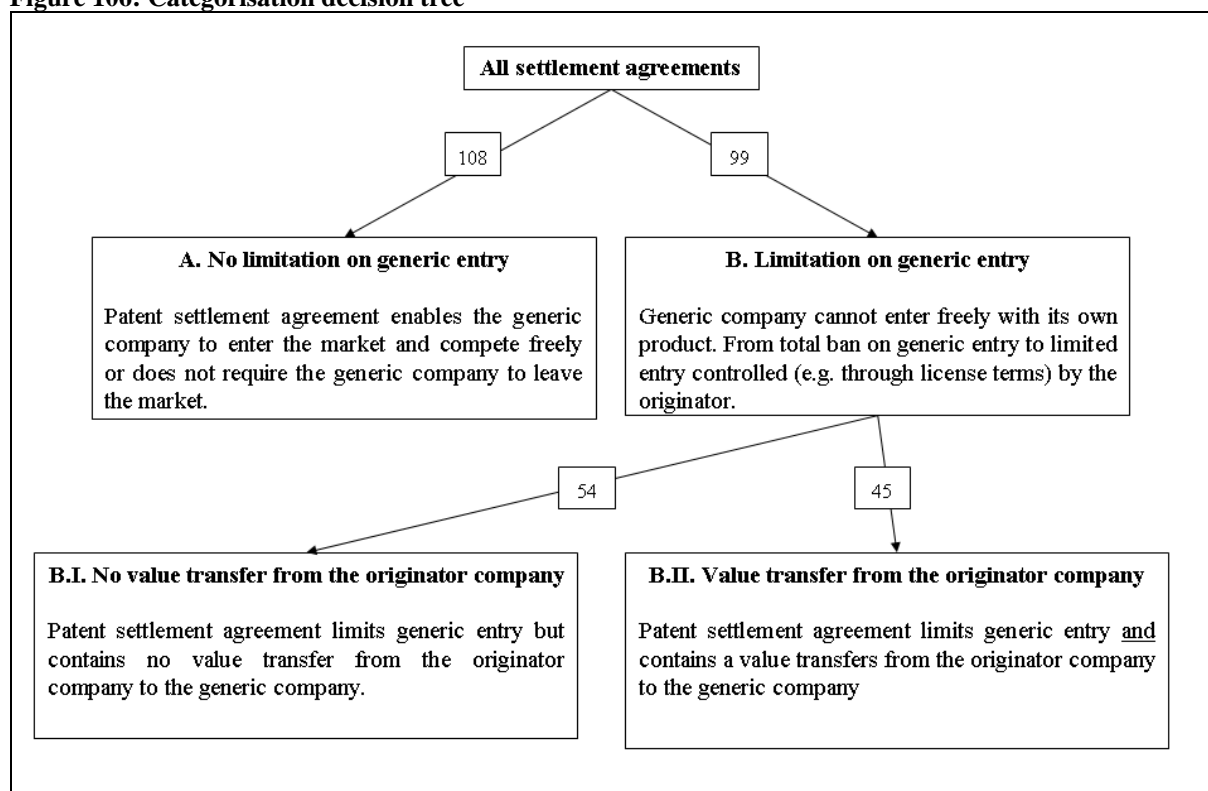 Figure 106: Categorisation decision tree
All settlement agreements
108
99
A. No limitation on generic entry
Patent settlement agreement enables the generic
company to enter the market and compete freely
or does not require the generic company to leave
the market.
B. Limitation on generic entry
Generic company cannot enter freely with its own
product. From total ban on generic entry to limited
entry controlled (e.g. through license terms) by the
originator.
54
45
B.I. No value transfer from the originator company
Patent settlement agreement limits generic entry but
contains no value transfer from the originator
company to the generic company.
B.II. Value transfer from the originator company
Patent settlement agreement limits generic entry and
contains a value transfers from the originator company
to the generic company